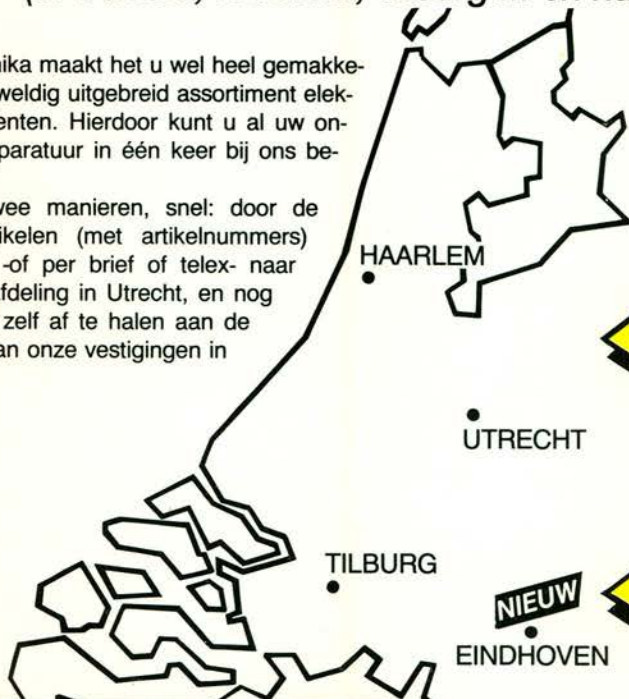 nika maakt het u wel heel gemakke-
weldig uitgebreid assortiment elek-
enten. Hierdoor kunt u al uw on-
paratuur in één keer bij ons be-
wee manieren, snel: door de
ikelen (met artikelnummers)
-of per brief of telex- naar
fdeling in Utrecht, en nog
zelf af te halen aan de
an onze vestigingen in
HAARLEM
UTRECHT
TILBURG
NIEUW
EINDHOVEN